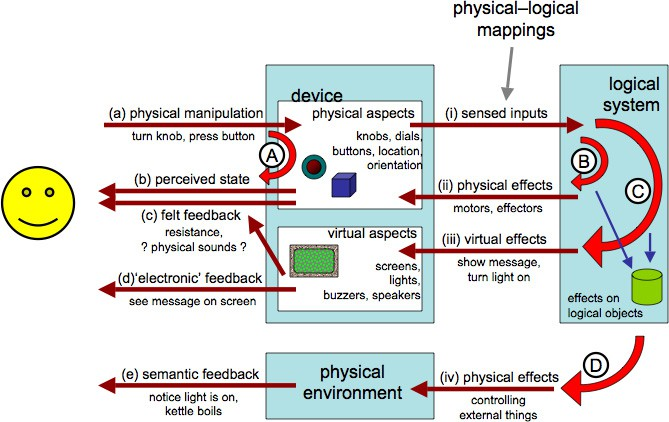 physical–logical
mappings
device
logical
system
(a) physical manipulation
turn knob, press button
physical aspects
knobs, dials,
buttons, location,
orientation
(i) sensed inputs
A
B
C
(b) perceived state
(ii) physical effects
motors, effectors
(c) felt feedback
resistance,
? physical sounds ?
virtual aspects
screens,
lights,
buzzers, speakers
(iii) virtual effects
show message,
turn light on
(d)'electronic' feedback
see message on screen
effects on
logical objects
D
(e) semantic feedback
notice light is on,
kettle boils
physical
environment
(iv) physical effects
controlling
external things